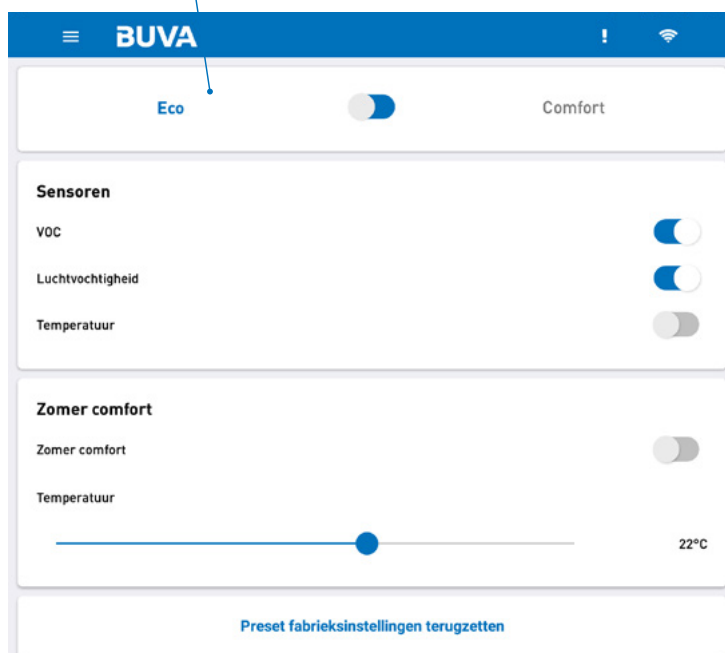 BUVA !
Eco Comfort
Sensoren
VOC
Luchtvochtigheid
Temperatuur
Zomer comfort
Zomer comfort
Temperatuur
22°C
Preset fabrieksinstellingen terugzetten